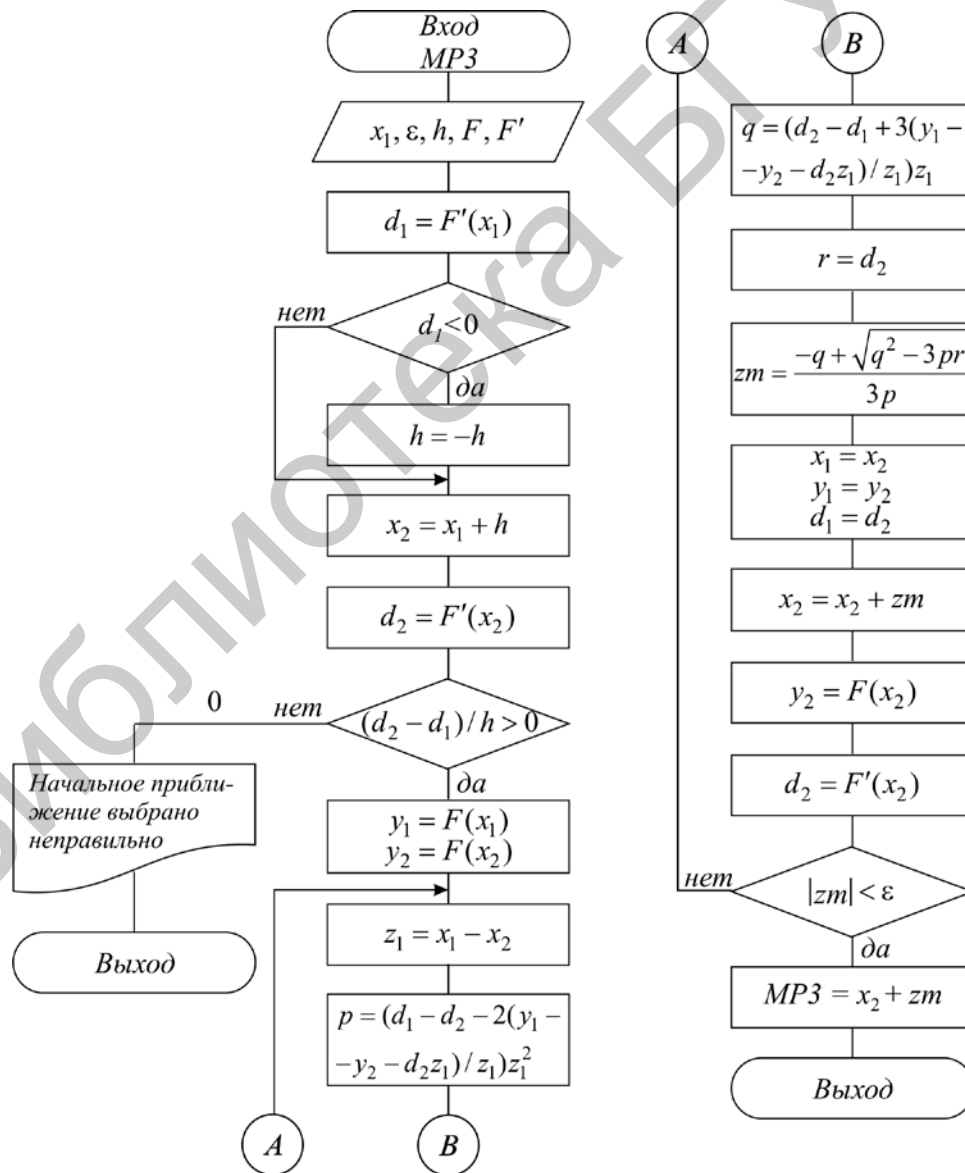 Вход
МР3
x₁, ε, h, F, F′
d₁ = F′(x₁)
нет
d₁<0
да
h = −h
x₂ = x₁ + h
d₂ = F′(x₂)
0
нет
(d₂ − d₁) / h > 0
Начальное прибли-
жение выбрано
неправильно
Выход
да
y₁ = F(x₁)
y₂ = F(x₂)
z₁ = x₁ − x₂
p = (d₁ − d₂ − 2(y₁ −
−y₂ − d₂z₁) / z₁)z₁²
A
B
A
B
q = (d₂ − d₁ + 3(y₁ −
−y₂ − d₂z₁) / z₁)z₁
r = d₂
zm = (−q + √(q² − 3pr)) / 3p
x₁ = x₂
y₁ = y₂
d₁ = d₂
x₂ = x₂ + zm
y₂ = F(x₂)
d₂ = F′(x₂)
нет
|zm| < ε
да
MP3 = x₂ + zm
Выход
библиотека БГУ